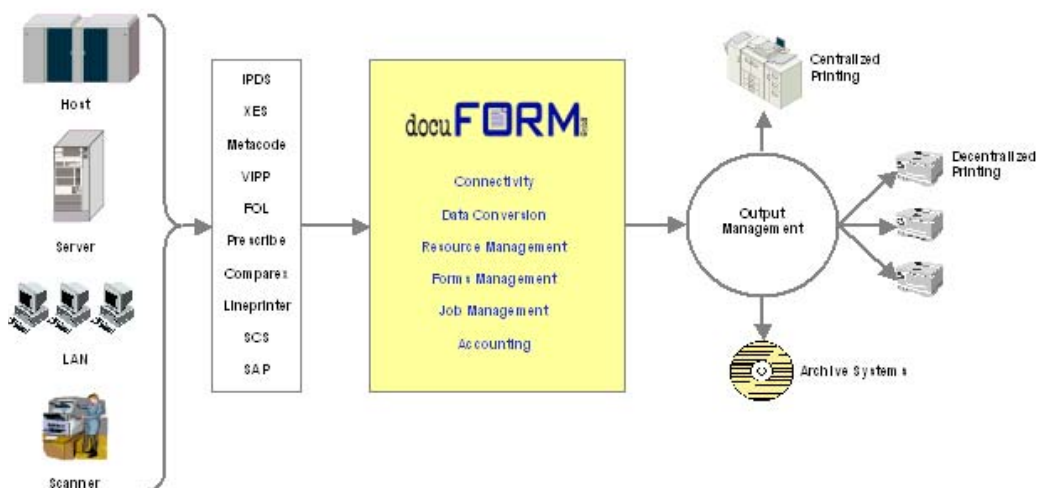 Host
Server
LAN
Scanner
IPDS
XES
Metacode
VIPP
FOL
Prescribe
Comparex
Lineprinter
SCS
SAP
docuFORM
Connectivity
Data Conversion
Resource Management
Forms Management
Job Management
Accounting
Output
Management
Centralized
Printing
Decentralized
Printing
Archive Systems